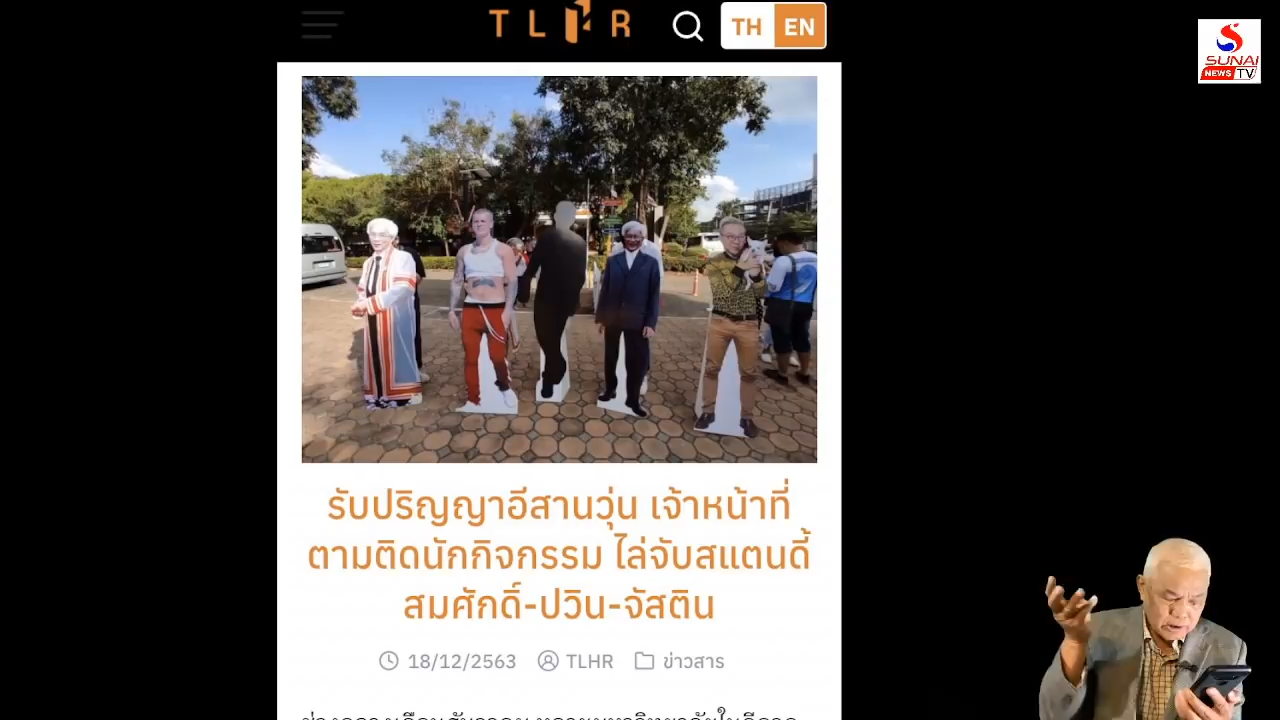 TLHR
TH EN
SUNAI
NEWS TV
รับปริญญาอีสานวุ่น เจ้าหน้าที่
ตามติดนักกิจกรรม ไล่จับสแตนดี้
สมศักดิ์-ปวิน-จัสติน
18/12/2563 TLHR ข่าวสาร